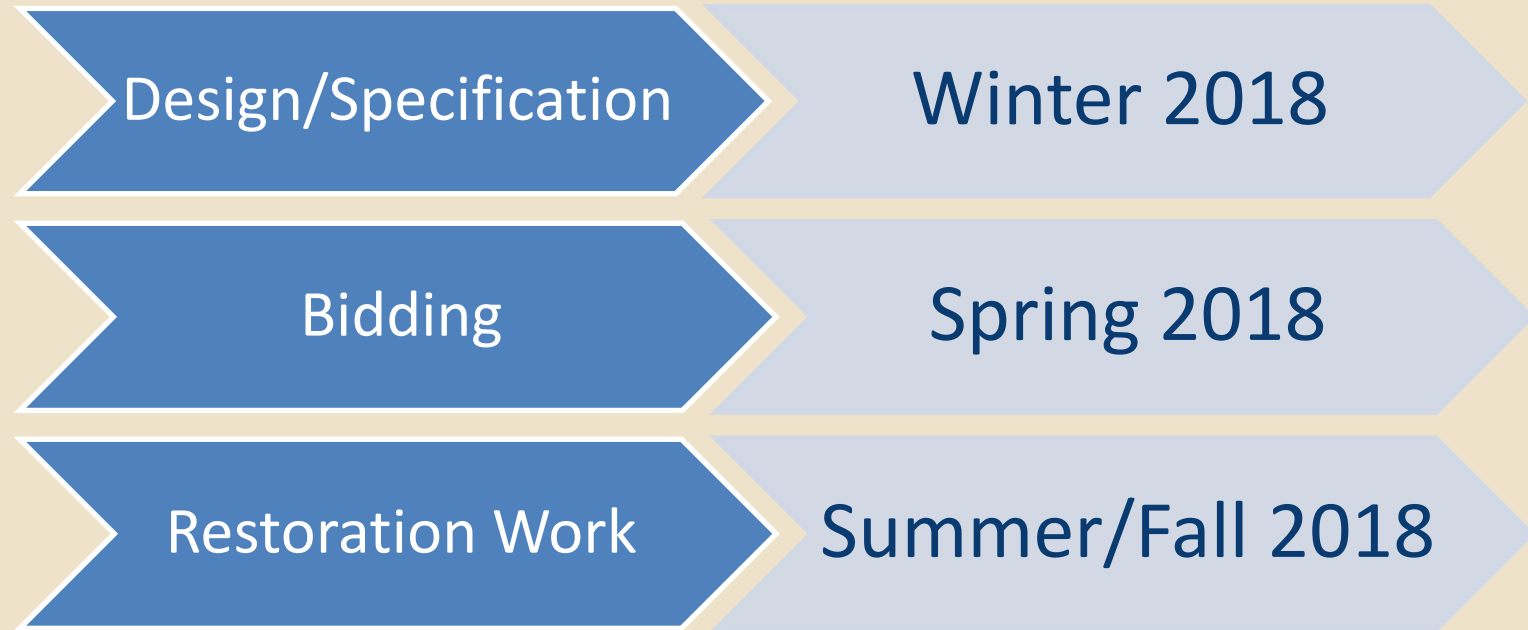 Design/Specification
Winter 2018
Bidding
Spring 2018
Restoration Work
Summer/Fall 2018